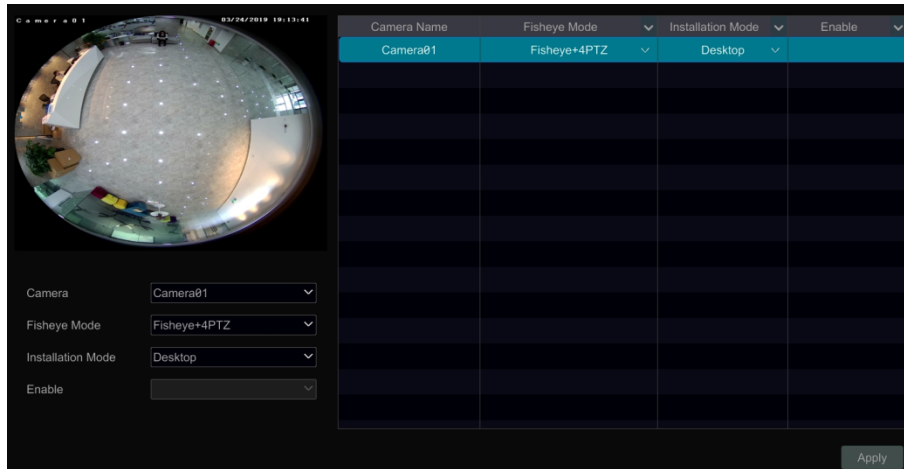 Camera01 03/24/2019 19:13:41
Camera Name Fisheye Mode Installation Mode Enable
Camera01 Fisheye+4PTZ Desktop
Camera Camera01
Fisheye Mode Fisheye+4PTZ
Installation Mode Desktop
Enable
Apply